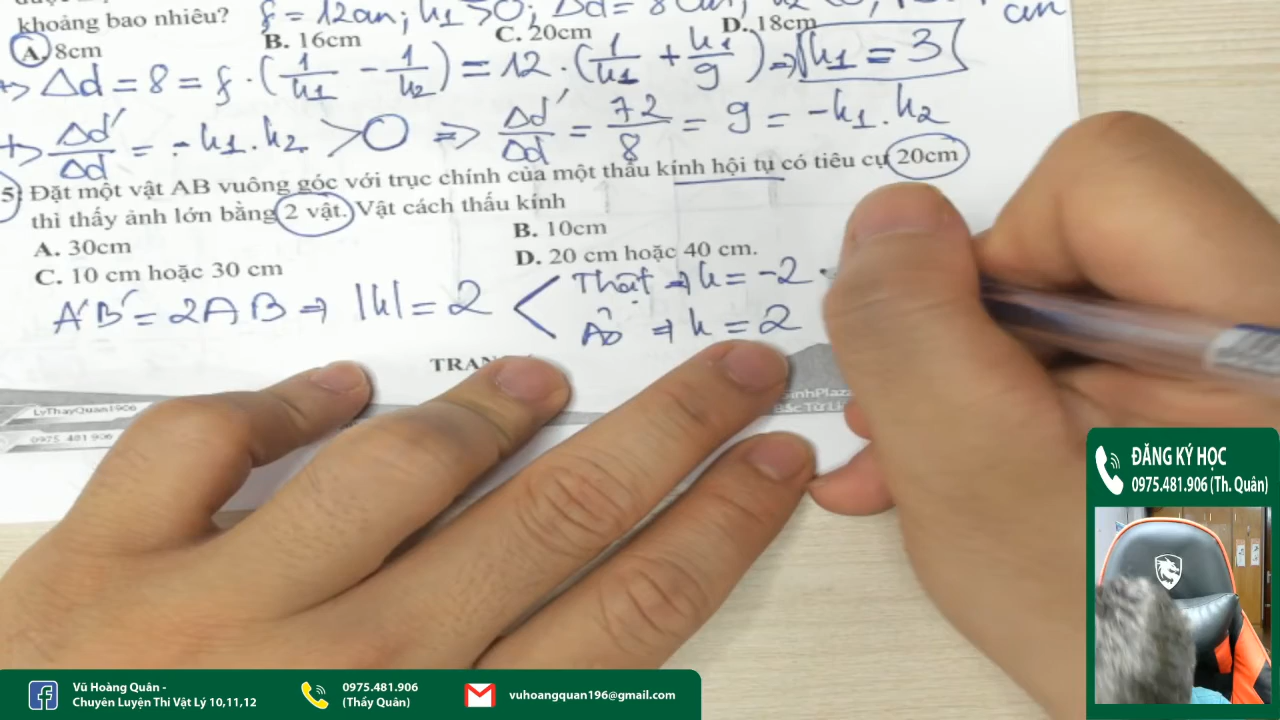 khoảng bao nhiêu? f = 12cm; k1 > 0; Δd = 8cm;
A. 8cm B. 16cm C. 20cm D. 18cm cm
+> Δd = 8 = f · (1/k1 − 1/k2) = 12 · (1/k1 + k1/9) ⇒ k1 = 3
+> Δd'/Δd = -k1.k2 > 0 ⇒ Δd'/Δd = 72/8 = 9 = -k1.k2
5: Đặt một vật AB vuông góc với trục chính của một thấu kính hội tụ có tiêu cự 20cm
thì thấy ảnh lớn bằng 2 vật. Vật cách thấu kính
A. 30cm B. 10cm
C. 10 cm hoặc 30 cm D. 20 cm hoặc 40 cm.
A'B' = 2AB ⇒ |k| = 2 < Thật ⇒ k = -2
Ảo ⇒ k = 2
TRAN
LyThayQuan1906
inhPlaza
Bắc Từ Li
0975 481 906
ĐĂNG KÝ HỌC
0975.481.906 (Th. Quân)
Vũ Hoàng Quân -
Chuyên Luyện Thi Vật Lý 10,11,12
0975.481.906
(Thầy Quân)
vuhoangquan196@gmail.com